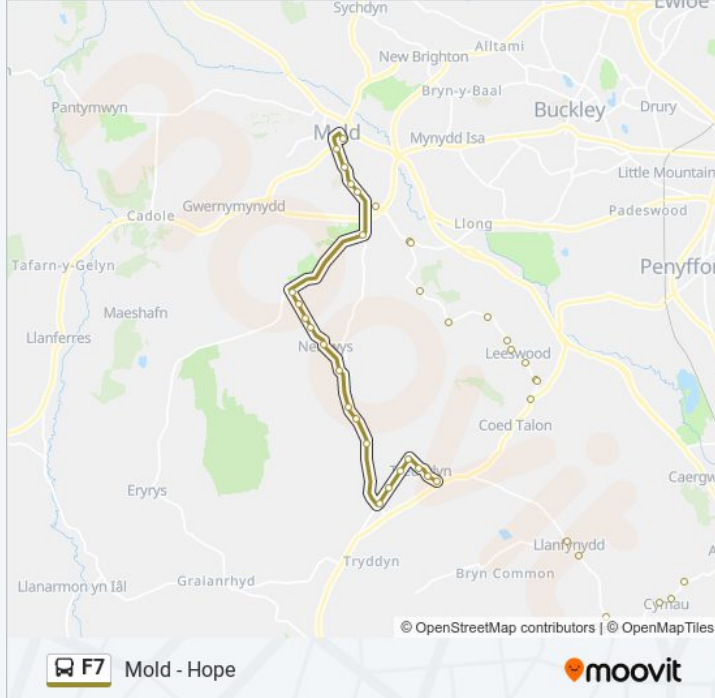 Sychdyn
Ewloe
Alltami
New Brighton
Bryn-y-Baal
Pantymwyn
Buckley
Drury
Mold
Mynydd Isa
Little Mountain
Gwernymynydd
Padeswood
Cadole
Llong
Tafarn-y-Gelyn
Penyffor
Maeshafn
Llanferres
Leeswood
Coed Talon
Caergw
Eryrys
Llanfynydd
Tryddyn
Bryn Common
Graianrhyd
Llanarmon yn Iâl
Cymau
© OpenStreetMap contributors | © OpenMapTiles
F7 Mold - Hope
moovit